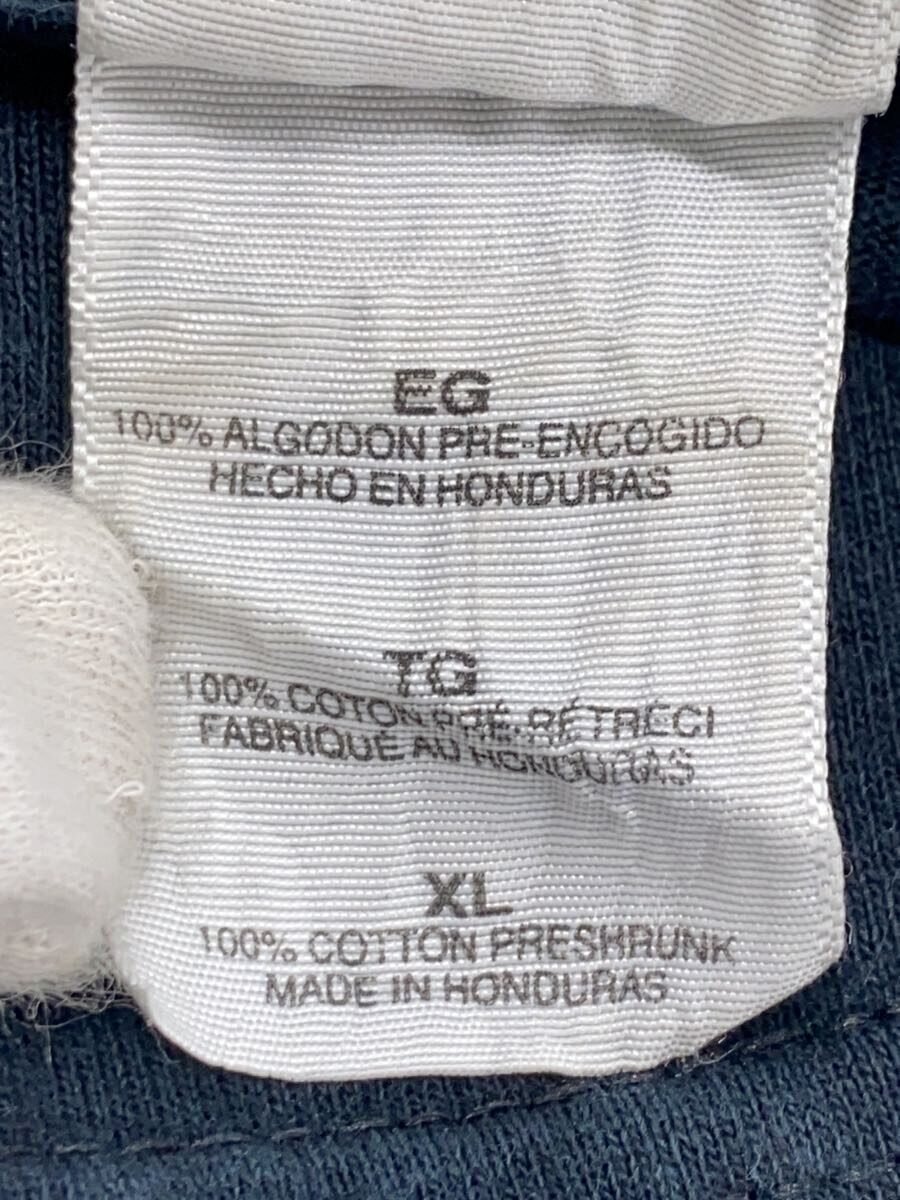 EG
100% ALGODON PRE-ENCOGIDO
HECHO EN HONDURAS
TG
100% COTON PRÉ-RÉTRÉCI
FABRIQUÉ AU HONDURAS
XL
100% COTTON PRESHRUNK
MADE IN HONDURAS